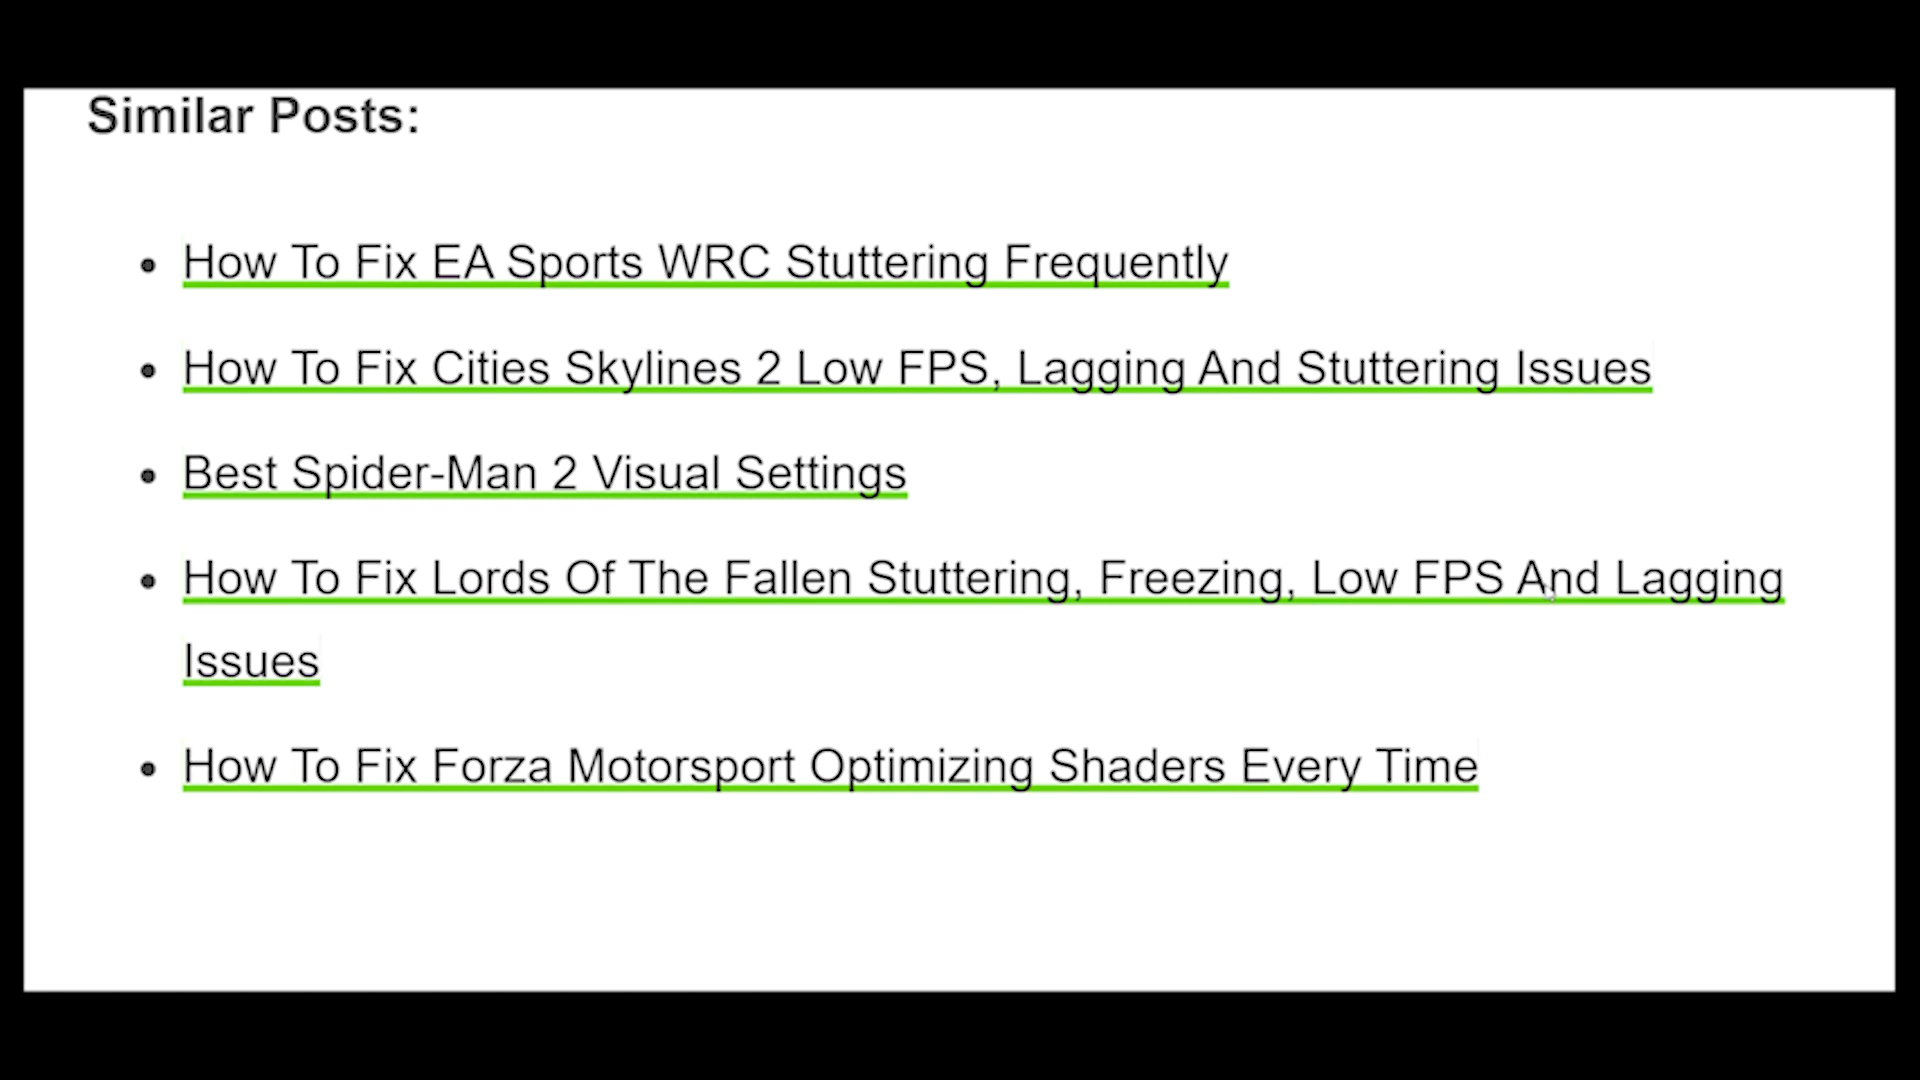 Similar Posts:
How To Fix EA Sports WRC Stuttering Frequently
How To Fix Cities Skylines 2 Low FPS, Lagging And Stuttering Issues
Best Spider-Man 2 Visual Settings
How To Fix Lords Of The Fallen Stuttering, Freezing, Low FPS And Lagging
Issues
How To Fix Forza Motorsport Optimizing Shaders Every Time